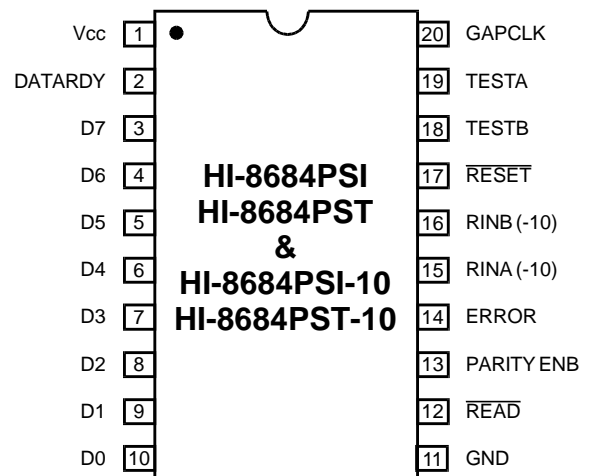 Vcc 1 20 GAPCLK
DATARDY 2 19 TESTA
D7 3 18 TESTB
D6 4 17 RESET
D5 5 16 RINB (-10)
D4 6 15 RINA (-10)
D3 7 14 ERROR
D2 8 13 PARITY ENB
D1 9 12 READ
D0 10 11 GND
HI-8684PSI
HI-8684PST
&
HI-8684PSI-10
HI-8684PST-10